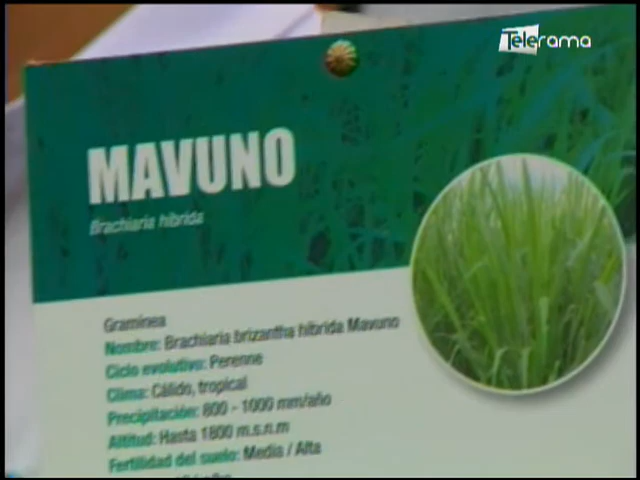 Telerama
MAVUNO
Brachiaria híbrida
Graminea
Nombre: Brachiaria brizantha híbrida Mavuno
Ciclo evolutivo: Perenne
Clima: Cálido, tropical
Precipitación: 800 - 1000 mm/año
Altitud: Hasta 1800 m.s.n.m
Fertilidad del suelo: Media / Alta